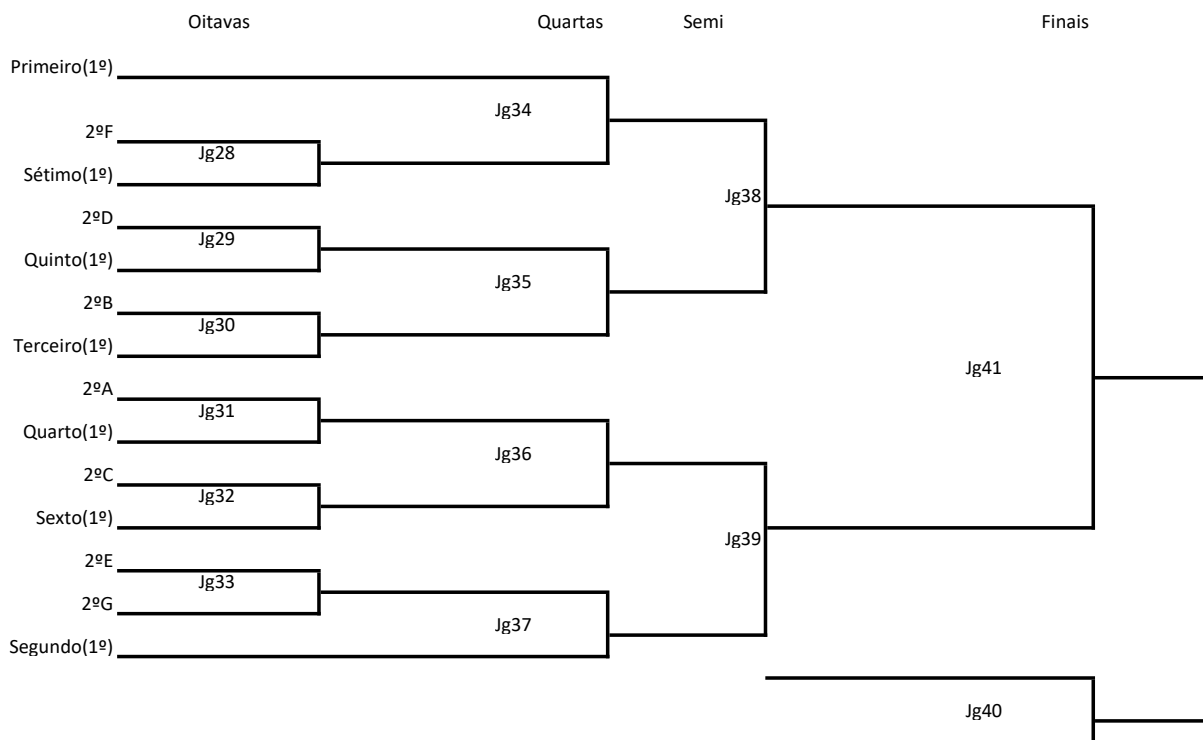 Oitavas Quartas Semi Finais
Primeiro(1º)
Jg34
2ºF
Jg28
Sétimo(1º)
Jg38
2ºD
Jg29
Quinto(1º)
Jg35
2ºB
Jg30
Terceiro(1º)
Jg41
2ºA
Jg31
Quarto(1º)
Jg36
2ºC
Jg32
Sexto(1º)
Jg39
2ºE
Jg33
2ºG
Jg37
Segundo(1º)
Jg40